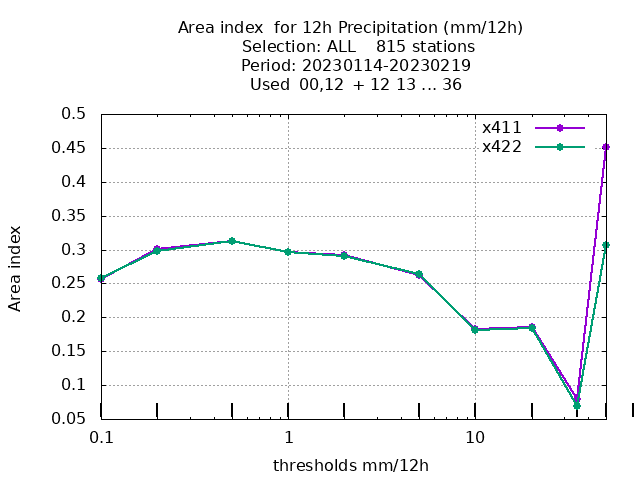 Area index  for 12h Precipitation (mm/12h)
Selection: ALL    815 stations
Period: 20230114-20230219
Used  00,12  + 12 13 ... 36
x411
x422
0.5
0.45
0.4
0.35
0.3
0.25
0.2
0.15
0.1
0.05
Area index
0.1
1
10
thresholds mm/12h